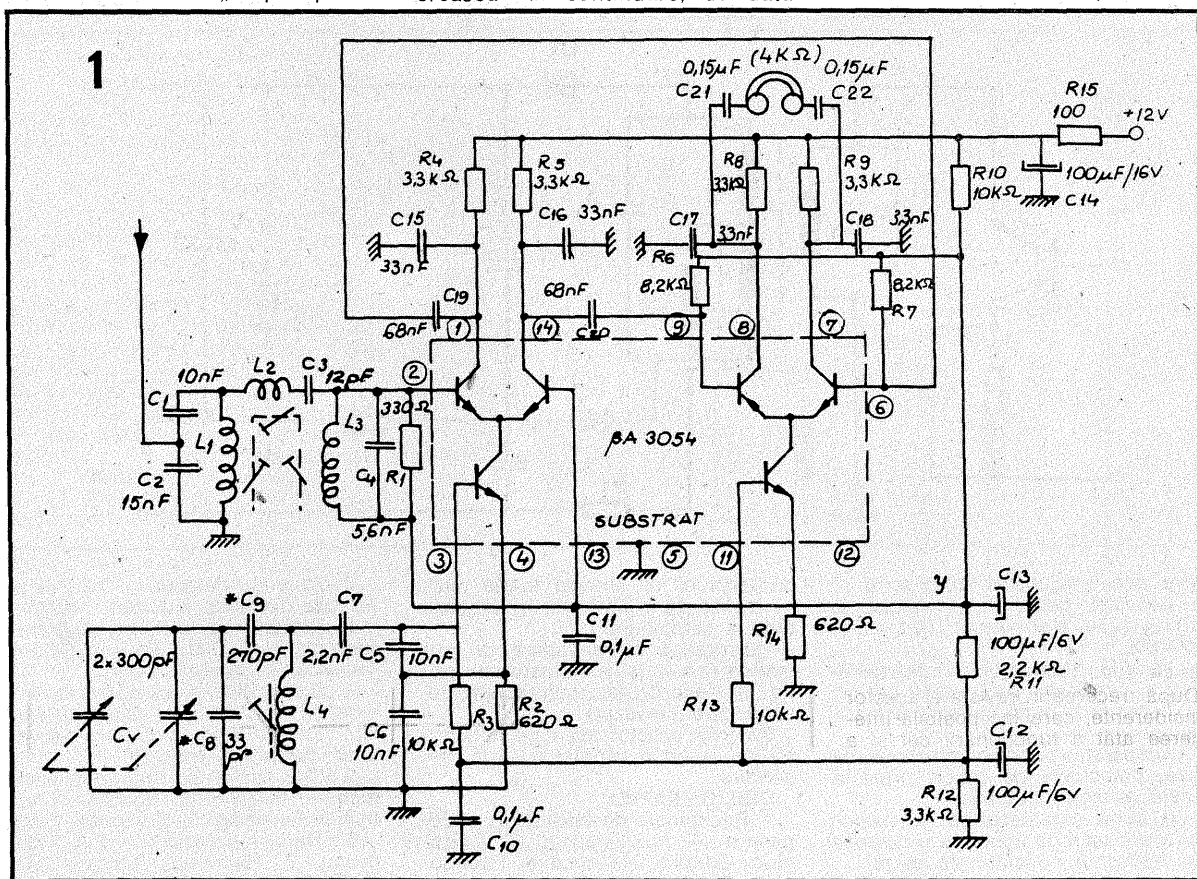 1
0,15µF
(4KΩ)
0,15µF
C21
C22
R15
100
+12V
R4
3,3KΩ
R5
3,3KΩ
R8
33KΩ
R9
3,3KΩ
R10
10KΩ
100µF/16V
C14
C15
33nF
C16
33nF
C17
33nF
C18
3,3nF
R6
8,2KΩ
8,2KΩ
R7
C19
68nF
68nF
C20
1
14
9
8
7
6
10nF
C1
C2
15nF
L1
L2
C3
12pF
L3
C4
5,6nF
330Ω
R1
2
βA 3054
SUBSTRAT
3
4
13
5
11
12
y
C13
100µF/6V
2,2KΩ
R11
C11
0,1µF
R14
620Ω
R13
10KΩ
C12
100µF/6V
R12
3,3KΩ
*C9
270pF
C7
2,2nF
C5
10nF
2x300pF
Cv
*C8
33
pF
L4
C6
10nF
R3
10KΩ
R2
620Ω
0,1µF
C10